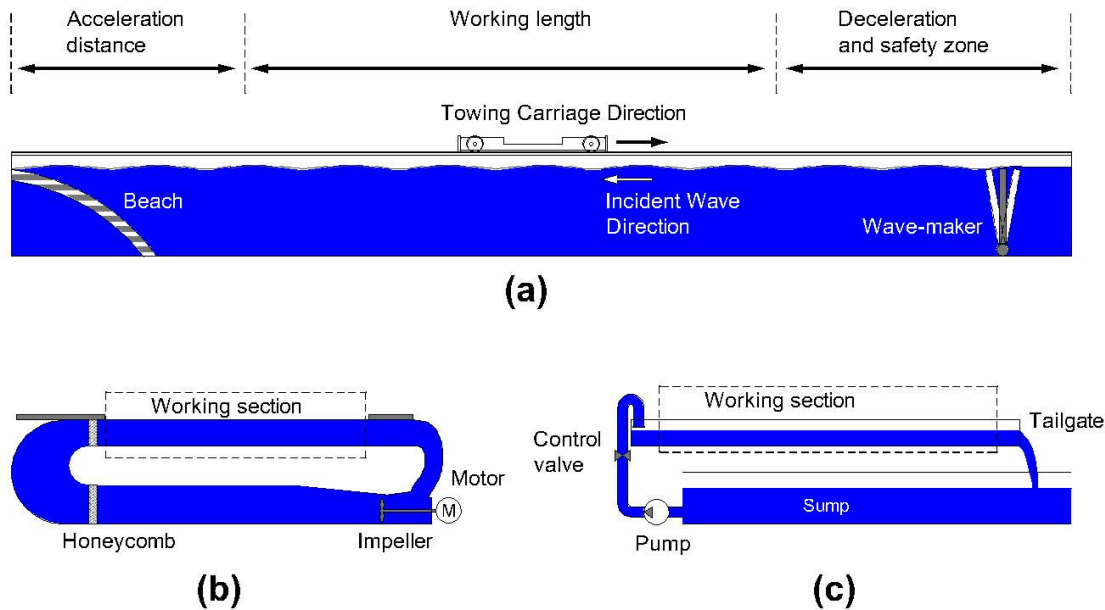 Acceleration
distance
Working length
Deceleration
and safety zone
Towing Carriage Direction
Beach
Incident Wave
Direction
Wave-maker
(a)
Working section
Motor
M
Honeycomb
Impeller
(b)
Working section
Tailgate
Control
valve
Sump
Pump
(c)